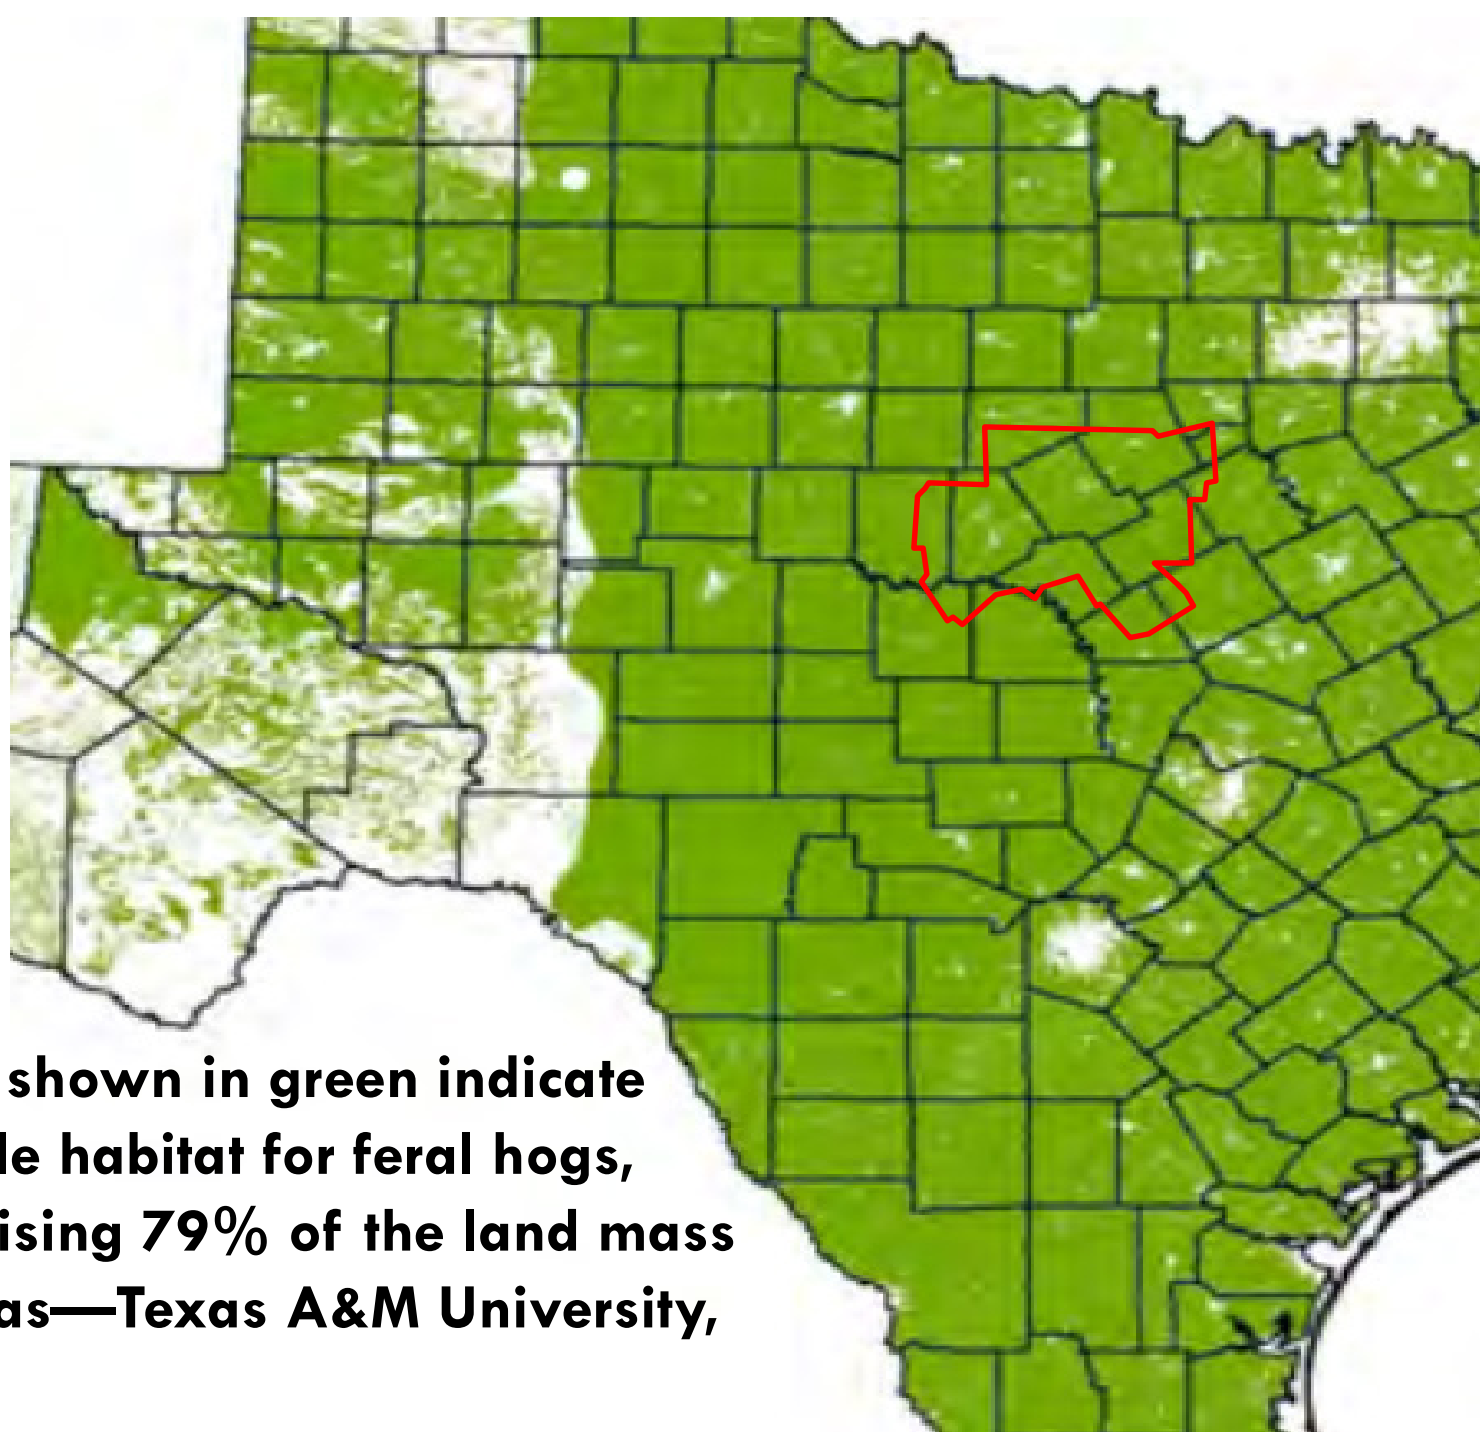 shown in green indicate
le habitat for feral hogs,
ising 79% of the land mass
as—Texas A&M University,